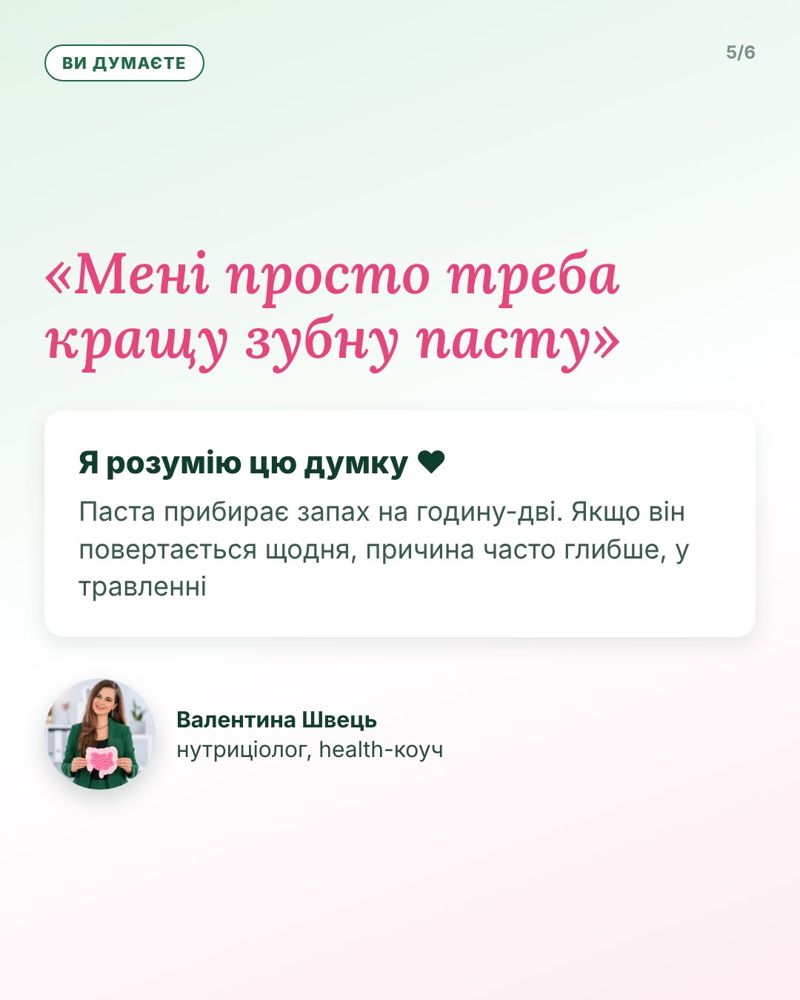 ВИ ДУМАЄТЕ
5/6
«Мені просто треба
кращу зубну пасту»
Я розумію цю думку ♥
Паста прибирає запах на годину-дві. Якщо він
повертається щодня, причина часто глибше, у
травленні
Валентина Швець
нутриціолог, health-коуч